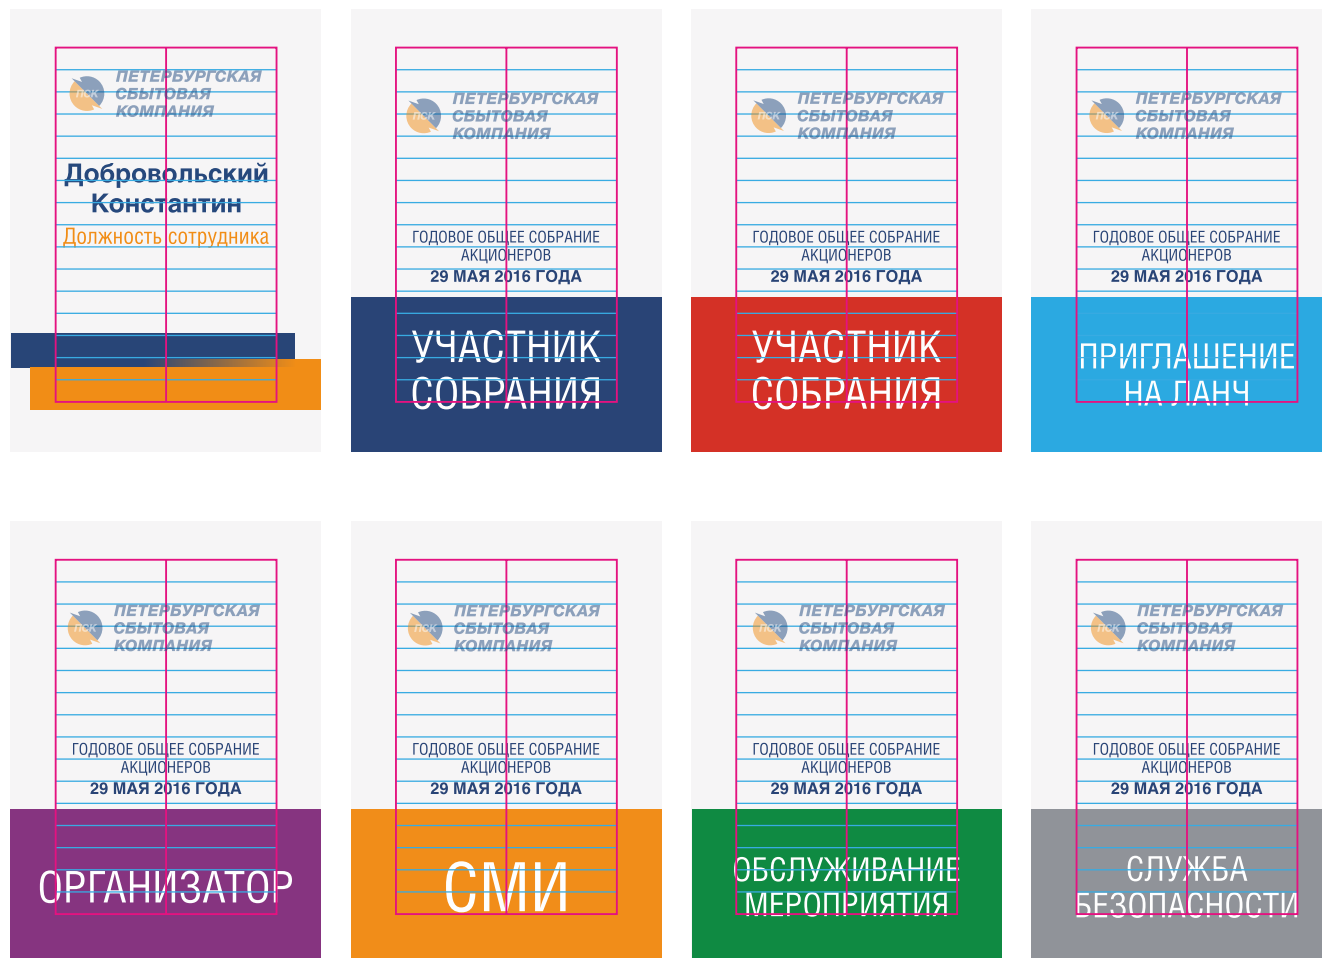 ПСК
ПЕТЕРБУРГСКАЯ
СБЫТОВАЯ
КОМПАНИЯ
Добровольский
Константин
Должность сотрудника
ПСК
ПЕТЕРБУРГСКАЯ
СБЫТОВАЯ
КОМПАНИЯ
ГОДОВОЕ ОБЩЕЕ СОБРАНИЕ
АКЦИОНЕРОВ
29 МАЯ 2016 ГОДА
УЧАСТНИК
СОБРАНИЯ
ПСК
ПЕТЕРБУРГСКАЯ
СБЫТОВАЯ
КОМПАНИЯ
ГОДОВОЕ ОБЩЕЕ СОБРАНИЕ
АКЦИОНЕРОВ
29 МАЯ 2016 ГОДА
УЧАСТНИК
СОБРАНИЯ
ПСК
ПЕТЕРБУРГСКАЯ
СБЫТОВАЯ
КОМПАНИЯ
ГОДОВОЕ ОБЩЕЕ СОБРАНИЕ
АКЦИОНЕРОВ
29 МАЯ 2016 ГОДА
ПРИГЛАШЕНИЕ
НА ЛАНЧ
ПСК
ПЕТЕРБУРГСКАЯ
СБЫТОВАЯ
КОМПАНИЯ
ГОДОВОЕ ОБЩЕЕ СОБРАНИЕ
АКЦИОНЕРОВ
29 МАЯ 2016 ГОДА
ОРГАНИЗАТОР
ПСК
ПЕТЕРБУРГСКАЯ
СБЫТОВАЯ
КОМПАНИЯ
ГОДОВОЕ ОБЩЕЕ СОБРАНИЕ
АКЦИОНЕРОВ
29 МАЯ 2016 ГОДА
СМИ
ПСК
ПЕТЕРБУРГСКАЯ
СБЫТОВАЯ
КОМПАНИЯ
ГОДОВОЕ ОБЩЕЕ СОБРАНИЕ
АКЦИОНЕРОВ
29 МАЯ 2016 ГОДА
ОБСЛУЖИВАНИЕ
МЕРОПРИЯТИЯ
ПСК
ПЕТЕРБУРГСКАЯ
СБЫТОВАЯ
КОМПАНИЯ
ГОДОВОЕ ОБЩЕЕ СОБРАНИЕ
АКЦИОНЕРОВ
29 МАЯ 2016 ГОДА
СЛУЖБА
БЕЗОПАСНОСТИ